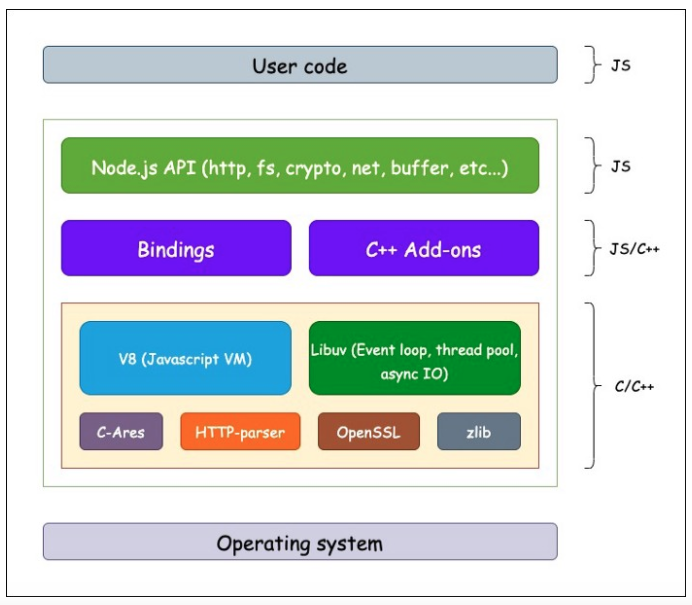 User code
JS
Node.js API (http, fs, crypto, net, buffer, etc...)
JS
Bindings
C++ Add-ons
JS/C++
V8 (Javascript VM)
Libuv (Event loop, thread pool,
async IO)
C/C++
C-Ares
HTTP-parser
OpenSSL
zlib
Operating system